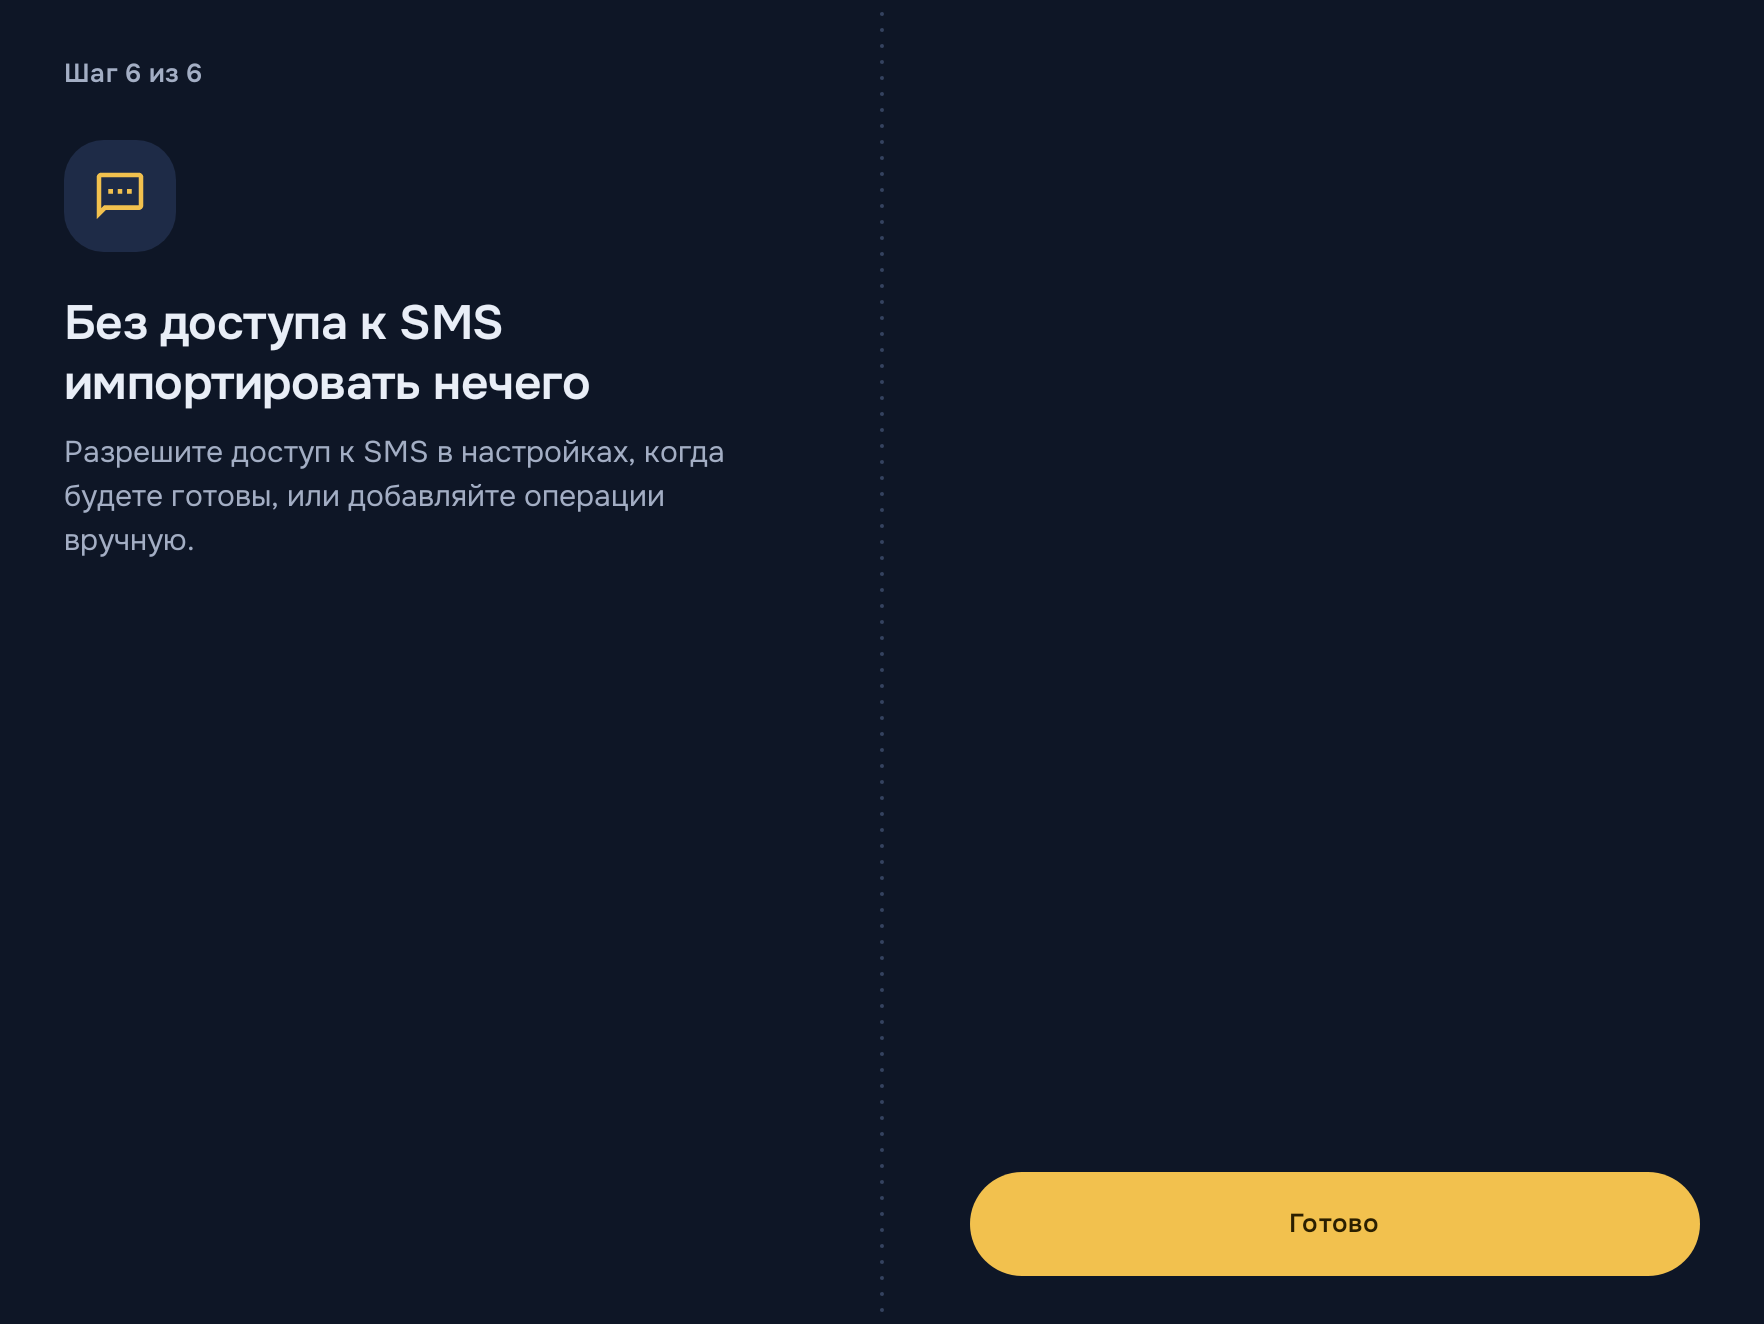 Шаг 6 из 6
Без доступа к SMS
импортировать нечего
Разрешите доступ к SMS в настройках, когда
будете готовы, или добавляйте операции
вручную.
Готово